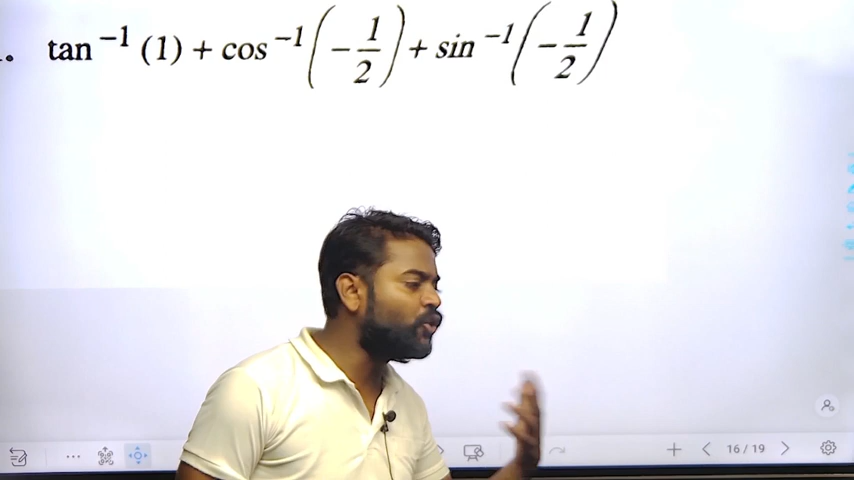 . tan⁻¹ (1) + cos⁻¹(−1/2) + sin⁻¹(−1/2)
16 / 19